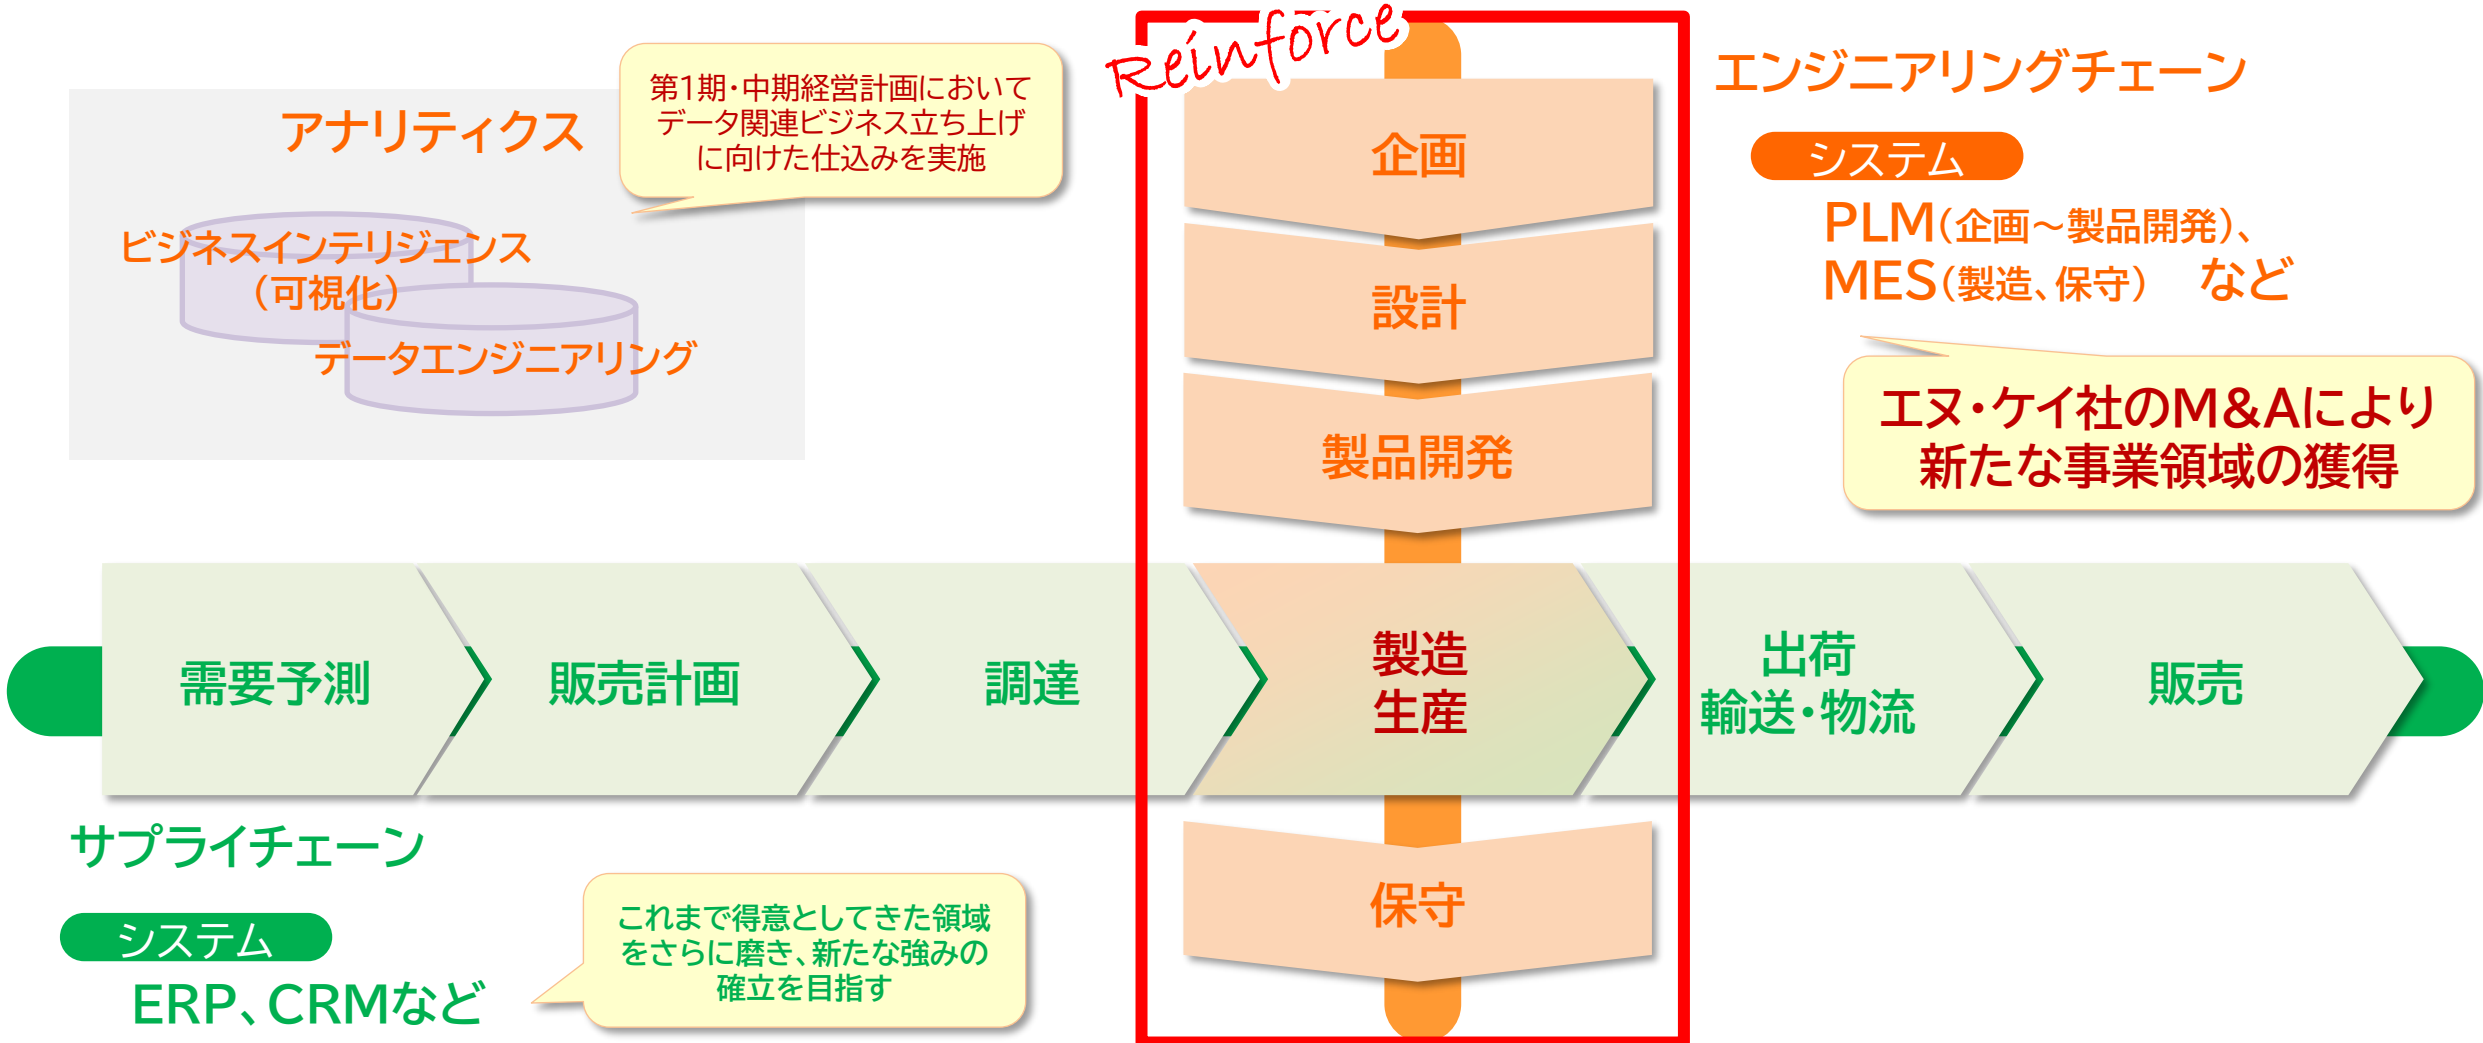 Reinforce
アナリティクス
第1期・中期経営計画において
データ関連ビジネス立ち上げ
に向けた仕込みを実施
ビジネスインテリジェンス
（可視化）
データエンジニアリング
企画
設計
製品開発
エンジニアリングチェーン
システム
PLM（企画～製品開発）、
MES（製造、保守）　など
エヌ・ケイ社のM&Aにより
新たな事業領域の獲得
需要予測
販売計画
調達
製造
生産
出荷
輸送・物流
販売
保守
サプライチェーン
システム
ERP、CRMなど
これまで得意としてきた領域
をさらに磨き、新たな強みの
確立を目指す